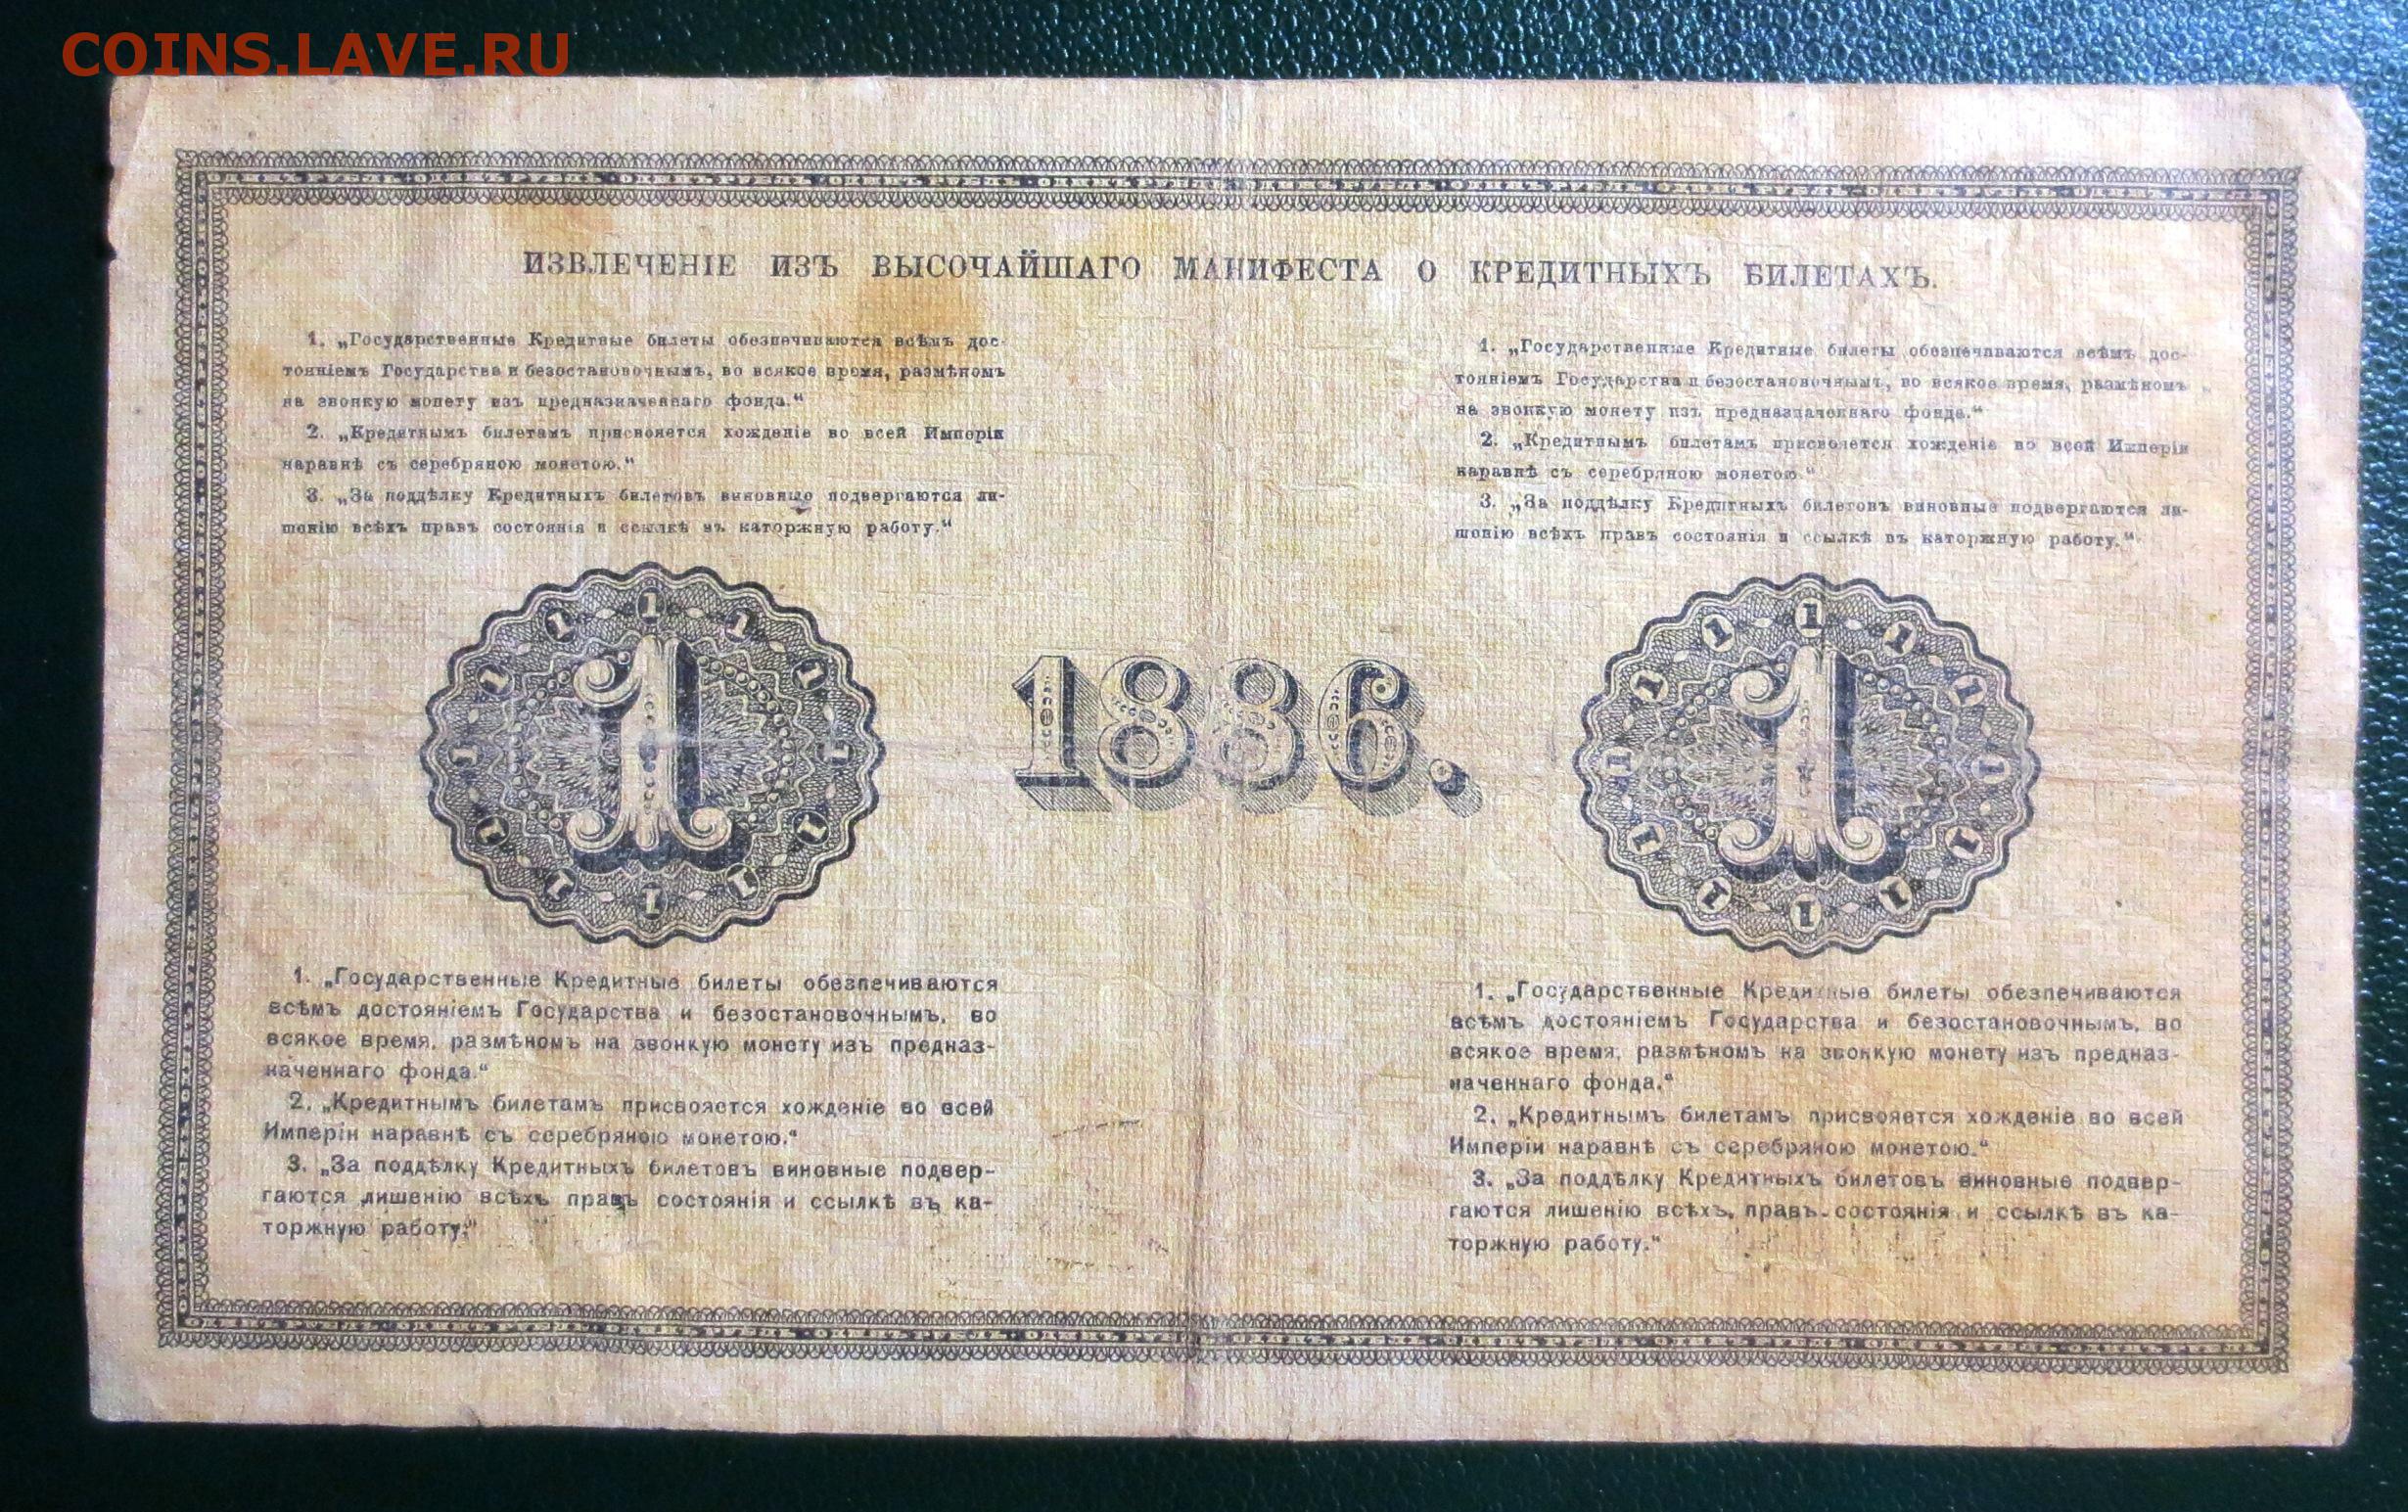 COINS.LAVE.RU
ИЗВЛЕЧЕНІЕ ИЗЪ ВЫСОЧАЙШАГО МАНИФЕСТА О КРЕДИТНЫХЪ БИЛЕТАХЪ.
1. „Государственные Кредитные билеты обезпечиваются всѣмъ дос-
тояніемъ Государства и безостановочнымъ, во всякое время, размѣномъ
на звонкую монету изъ предназначеннаго фонда.“
2. „Кредитнымъ билетамъ присвояется хожденіе во всей Имперіи
наравнѣ съ серебряною монетою.“
3. „За поддѣлку Кредитныхъ билетовъ виновные подвергаются ли-
шенію всѣхъ правъ состоянія и ссылкѣ въ каторжную работу.“
1. „Государственные Кредитные билеты обезпечиваются всѣмъ дос-
тояніемъ Государства и безостановочнымъ, во всякое время, размѣномъ
на звонкую монету изъ предназначеннаго фонда.“
2. „Кредитнымъ билетамъ присвояется хожденіе во всей Имперіи
наравнѣ съ серебряною монетою.“
3. „За поддѣлку Кредитныхъ билетовъ виновные подвергаются ли-
шенію всѣхъ правъ состоянія и ссылкѣ въ каторжную работу.“
1
1886.
1
1. „Государственные Кредитные билеты обезпечиваются
всѣмъ достояніемъ Государства и безостановочнымъ, во
всякое время, размѣномъ на звонкую монету изъ предназ-
наченнаго фонда.“
2. „Кредитнымъ билетамъ присвояется хожденіе во всей
Имперіи наравнѣ съ серебряною монетою.“
3. „За поддѣлку Кредитныхъ билетовъ виновные подвер-
гаются лишенію всѣхъ правъ состоянія и ссылкѣ въ ка-
торжную работу.“
1. „Государственные Кредитные билеты обезпечиваются
всѣмъ достояніемъ Государства и безостановочнымъ, во
всякое время, размѣномъ на звонкую монету изъ предназ-
наченнаго фонда.“
2. „Кредитнымъ билетамъ присвояется хожденіе во всей
Имперіи наравнѣ съ серебряною монетою.“
3. „За поддѣлку Кредитныхъ билетовъ виновные подвер-
гаются лишенію всѣхъ правъ состоянія и ссылкѣ въ ка-
торжную работу.“